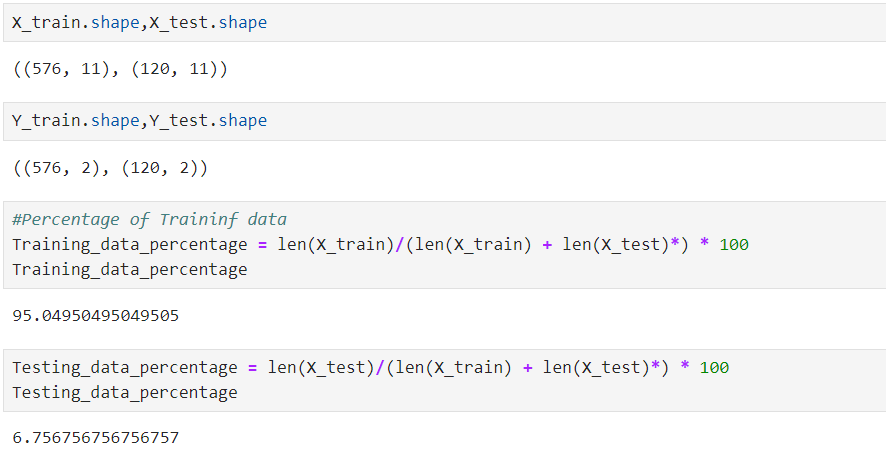 X_train.shape,X_test.shape
((576, 11), (120, 11))
Y_train.shape,Y_test.shape
((576, 2), (120, 2))
#Percentage of Traininf data
Training_data_percentage = len(X_train)/(len(X_train) + len(X_test)*) * 100
Training_data_percentage
95.04950495049505
Testing_data_percentage = len(X_test)/(len(X_train) + len(X_test)*) * 100
Testing_data_percentage
6.756756756756757